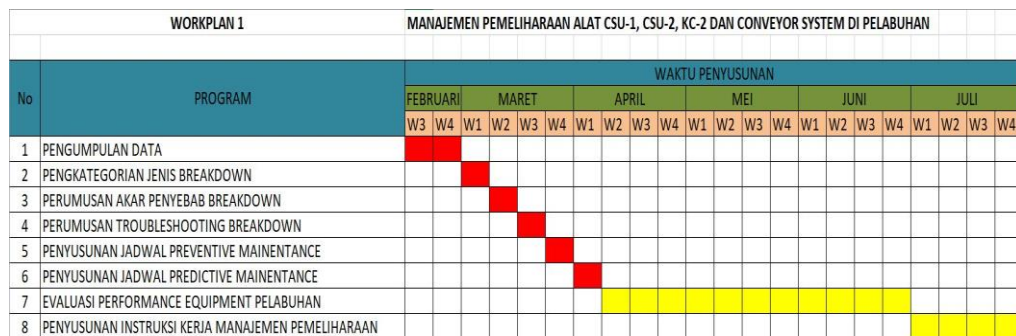 WORKPLAN 1 MANAJEMEN PEMELIHARAAN ALAT CSU-1, CSU-2, KC-2 DAN CONVEYOR SYSTEM DI PELABUHAN
No PROGRAM WAKTU PENYUSUNAN
FEBRUARI MARET APRIL MEI JUNI JULI
W3 W4 W1 W2 W3 W4 W1 W2 W3 W4 W1 W2 W3 W4 W1 W2 W3 W4 W1 W2 W3 W4
1 PENGUMPULAN DATA
2 PENGKATEGORIAN JENIS BREAKDOWN
3 PERUMUSAN AKAR PENYEBAB BREAKDOWN
4 PERUMUSAN TROUBLESHOOTING BREAKDOWN
5 PENYUSUNAN JADWAL PREVENTIVE MAINENTANCE
6 PENYUSUNAN JADWAL PREDICTIVE MAINENTANCE
7 EVALUASI PERFORMANCE EQUIPMENT PELABUHAN
8 PENYUSUNAN INSTRUKSI KERJA MANAJEMEN PEMELIHARAAN